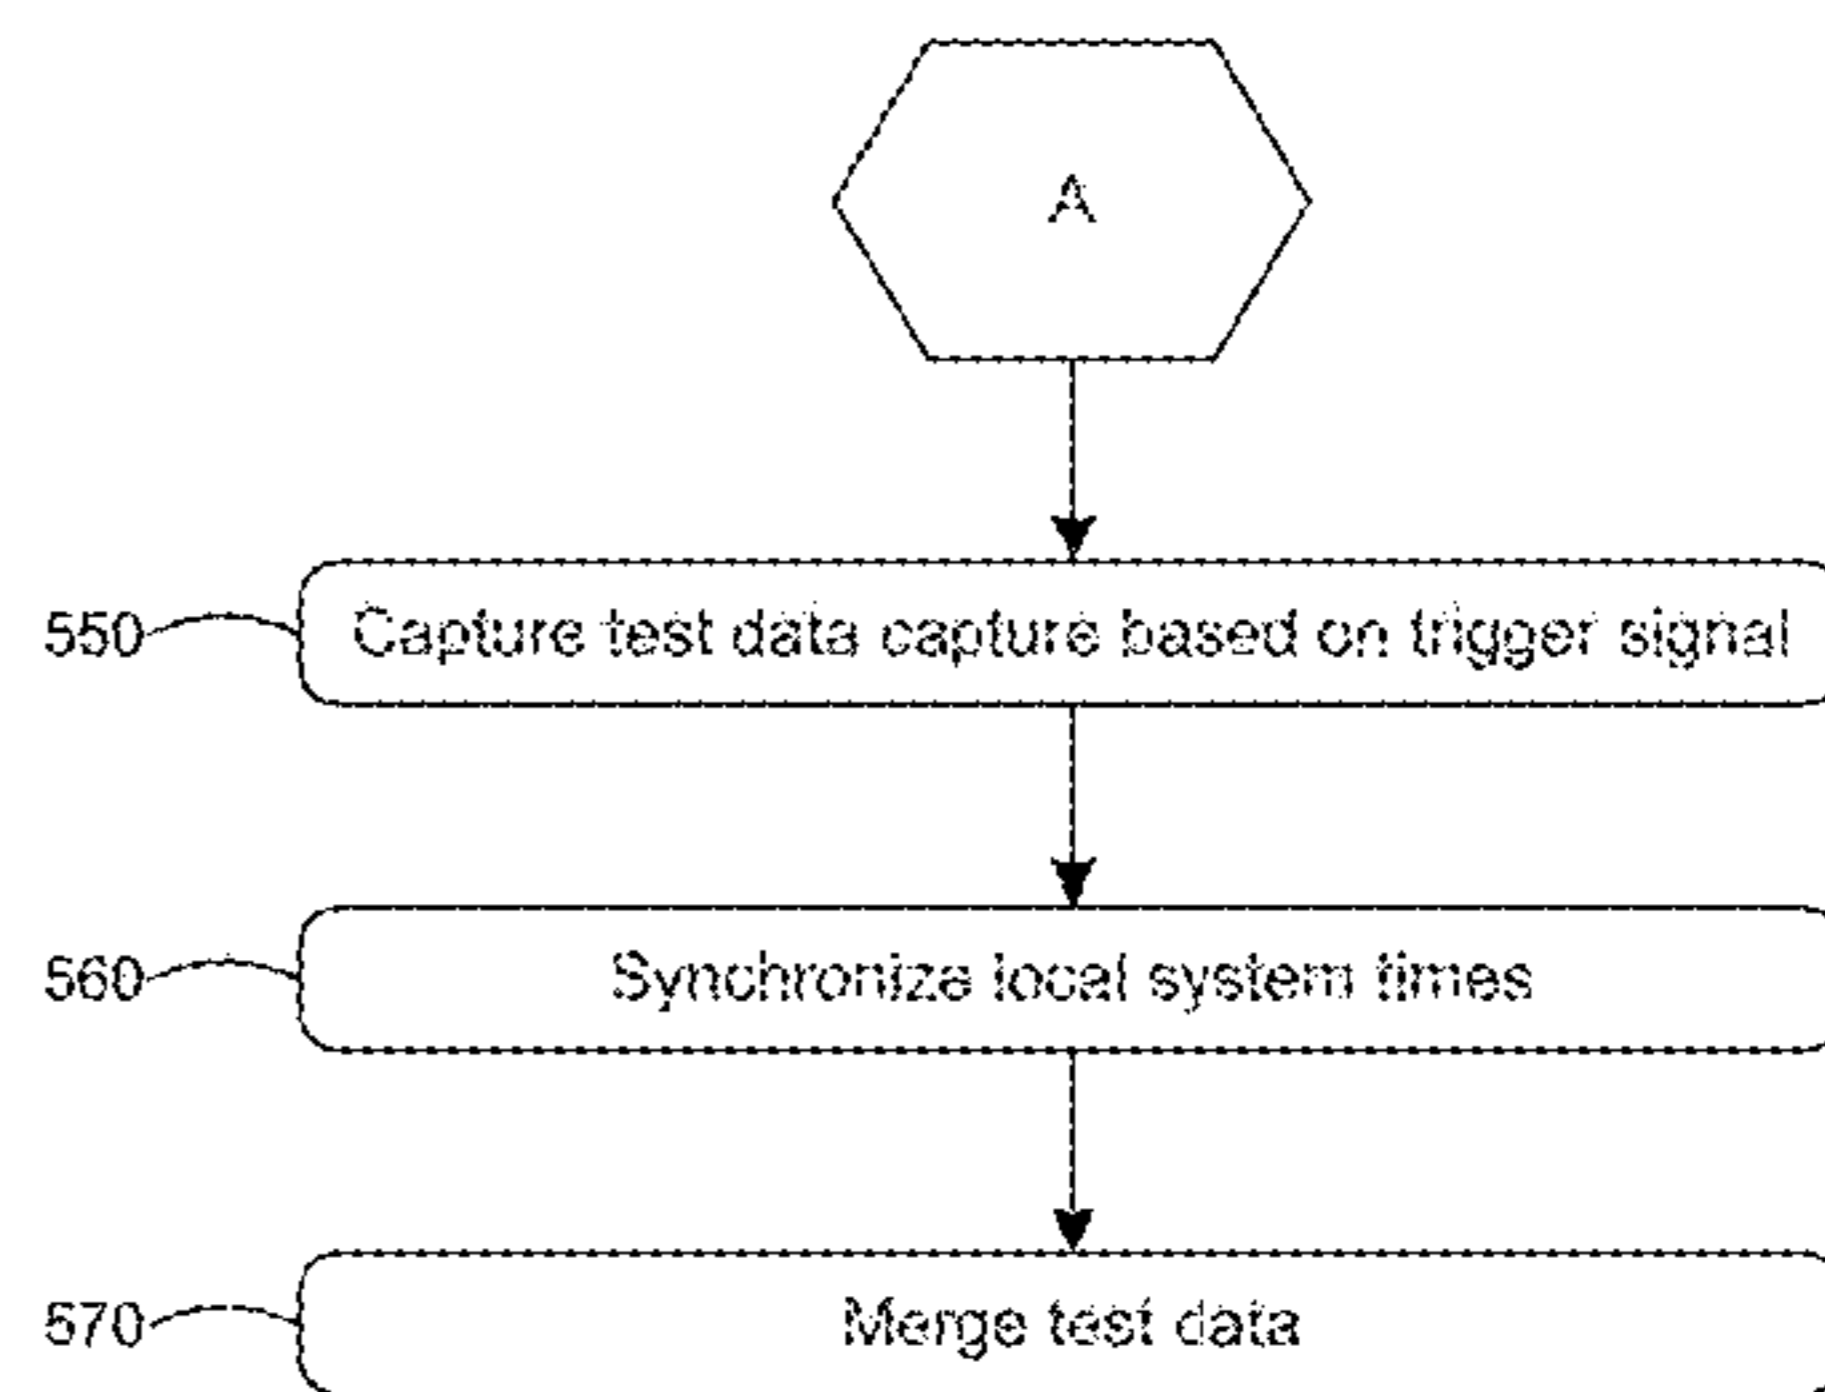 A
550 Capture test data capture based on trigger signal
560 Synchronize local system times
570 Merge test data